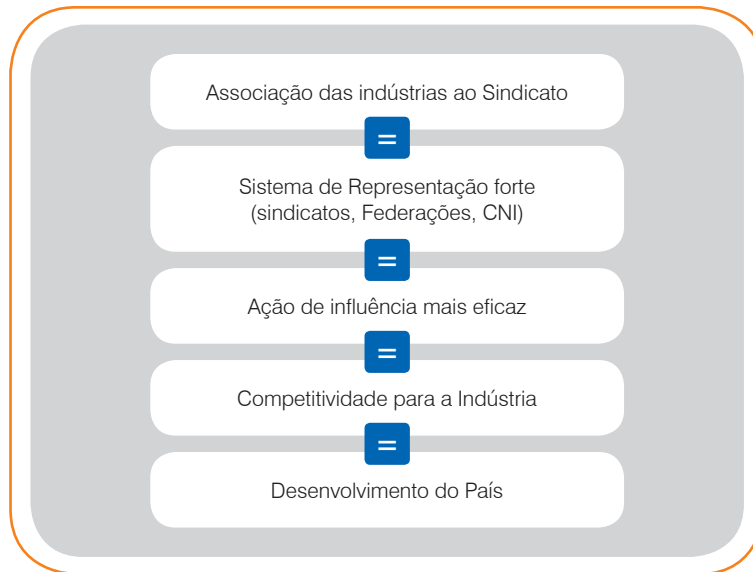 Associação das indústrias ao Sindicato
=
Sistema de Representação forte
(sindicatos, Federações, CNI)
=
Ação de influência mais eficaz
=
Competitividade para a Indústria
=
Desenvolvimento do País